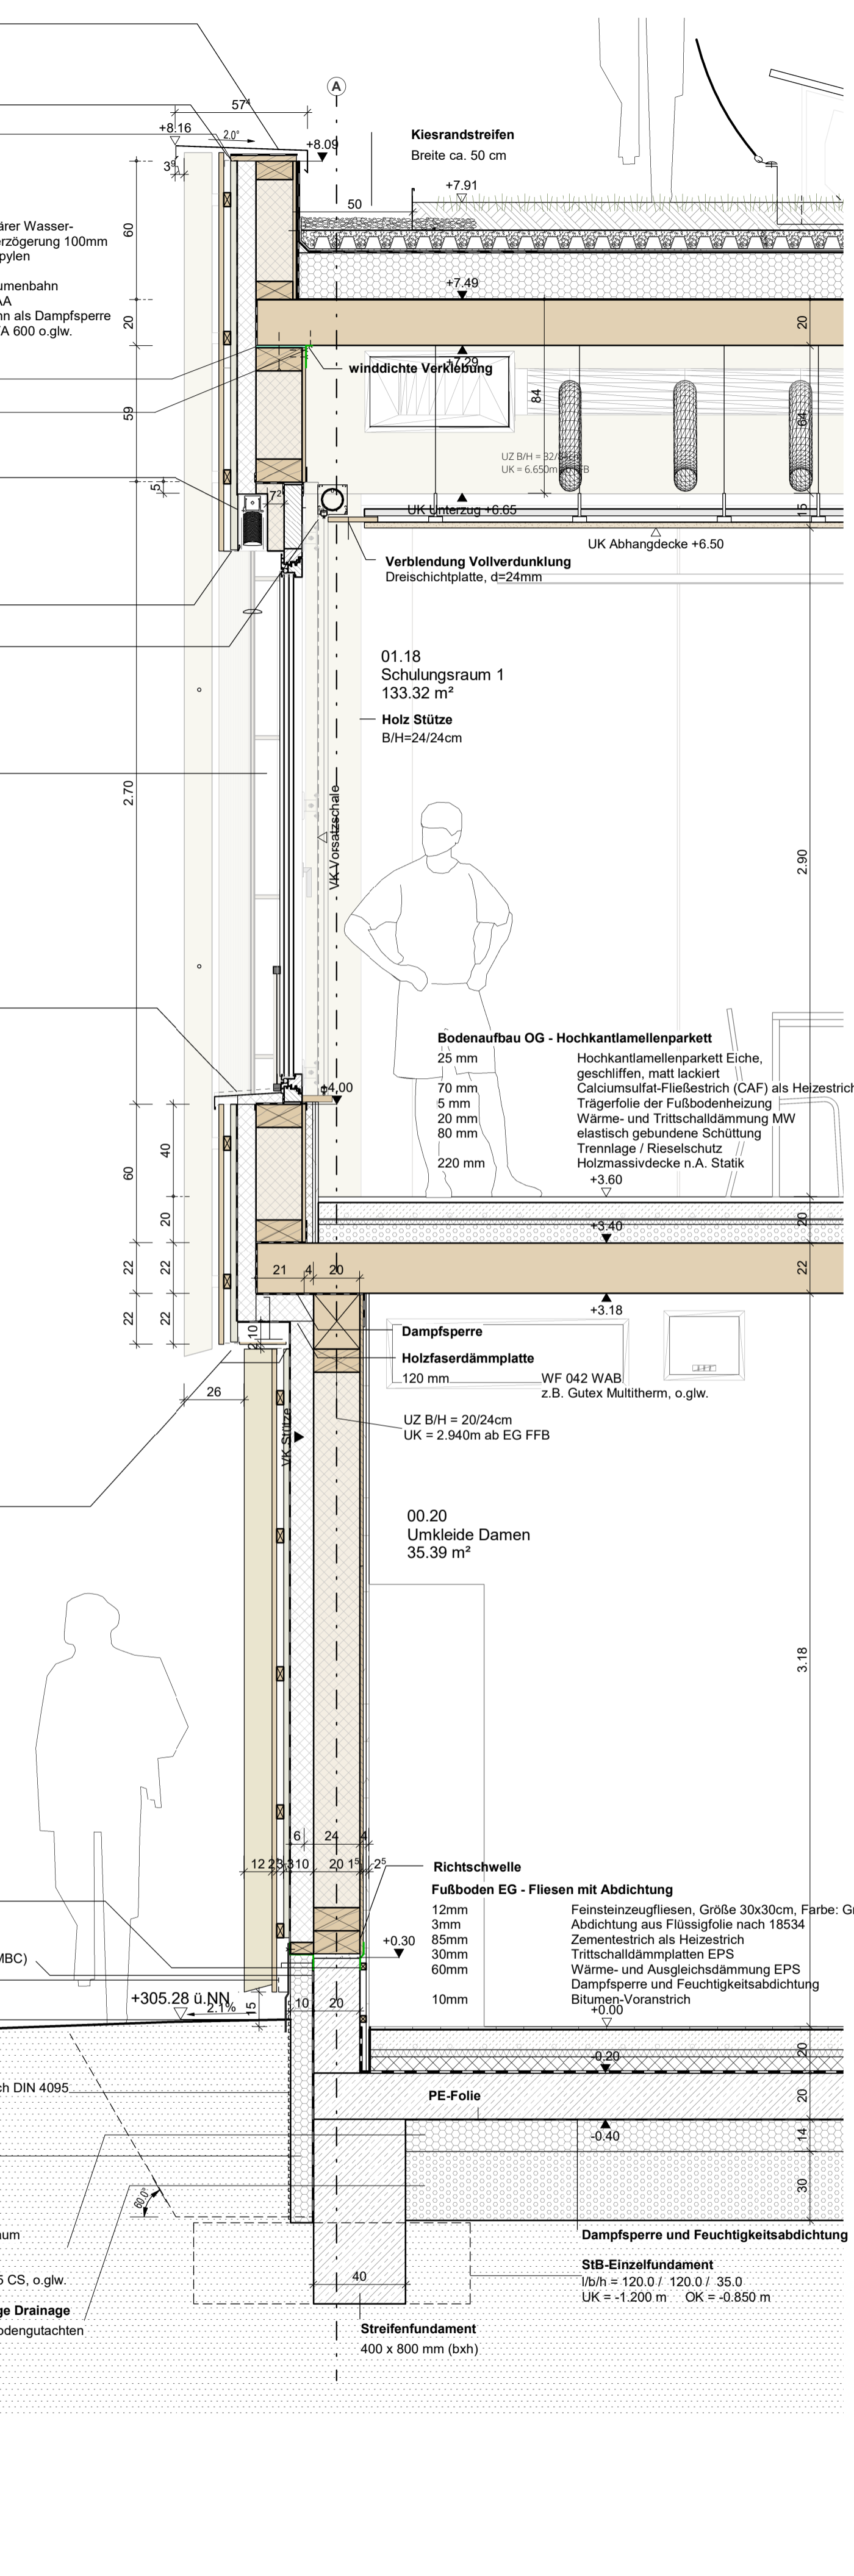 A
57⁴
+8.16
2.0°
+8.09
3⁹
Kiesrandstreifen
Breite ca. 50 cm
+7.91
50
60
ärer Wasser-
erzögerung 100mm
pylen
umenbahn
AA
nn als Dampfsperre
A 600 o.glw.
+7.49
20
20
+7.29
winddichte Verklebung
84
64
59
UK = 6.650m
5
7²
UK Unterzug +6.65
15
UK Abhangdecke +6.50
Verblendung Vollverdunklung
Dreischichtplatte, d=24mm
01.18
Schulungsraum 1
133.32 m²
Holz Stütze
B/H=24/24cm
2.70
VK Vorsatzschale
2.90
Bodenaufbau OG - Hochkantlamellenparkett
25 mm Hochkantlamellenparkett Eiche,
geschliffen, matt lackiert
70 mm Calciumsulfat-Fließestrich (CAF) als Heizestrich
5 mm Trägerfolie der Fußbodenheizung
20 mm Wärme- und Trittschalldämmung MW
80 mm elastisch gebundene Schüttung
Trennlage / Rieselschutz
220 mm Holzmassivdecke n.A. Statik
+4,00
+3.60
60
40
20
20
+3.40
22
22
21
4
20
22
+3.18
22
22
10
2
Dampfsperre
Holzfaserdämmplatte
120 mm WF 042 WAB
z.B. Gutex Multitherm, o.glw.
26
UZ B/H = 20/24cm
UK = 2.940m ab EG FFB
VK Stütze
00.20
Umkleide Damen
35.39 m²
3.18
6
24
4
12
10
20
1⁵
2⁵
Richtschwelle
Fußboden EG - Fliesen mit Abdichtung
12mm Feinsteinzeugfliesen, Größe 30x30cm, Farbe:
3mm Abdichtung aus Flüssigfolie nach 18534
85mm Zementestrich als Heizestrich
30mm Trittschalldämmplatten EPS
60mm Wärme- und Ausgleichsdämmung EPS
Dampfsperre und Feuchtigkeitsabdichtung
10mm Bitumen-Voranstrich
+0.30
MBC)
+305.28 ü.NN
2.1%
15
10
20
+0.00
20
-0.20
ch DIN 4095
PE-Folie
20
-0.40
14
30
60.0°
aum
5 CS, o.glw.
ge Drainage
odengutachten
Dampfsperre und Feuchtigkeitsabdichtung
StB-Einzelfundament
l/b/h = 120.0 / 120.0 / 35.0
UK = -1.200 m OK = -0.850 m
40
Streifenfundament
400 x 800 mm (bxh)